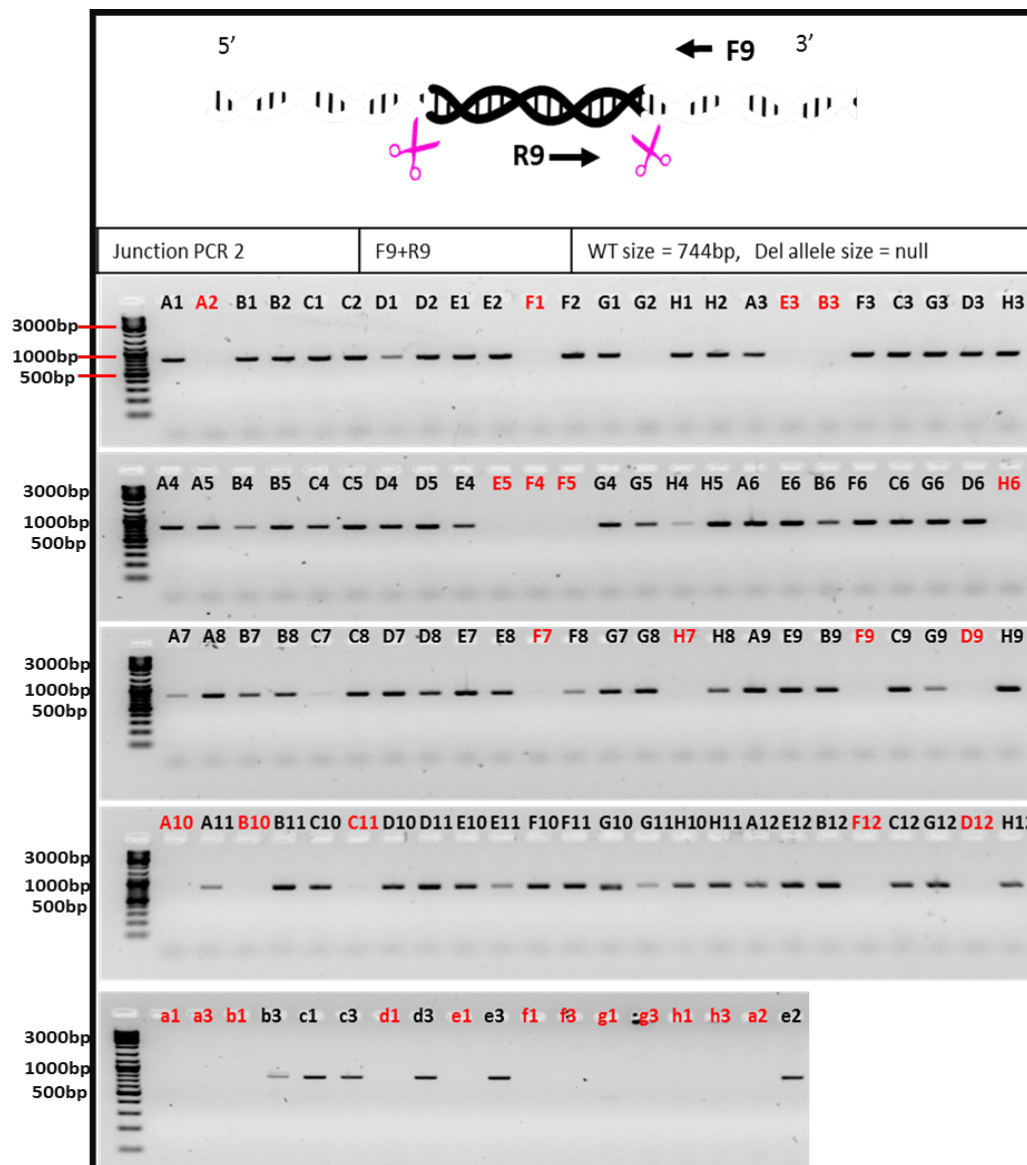 5’ F9 3’
R9
Junction PCR 2 F9+R9 WT size = 744bp, Del allele size = null
A1 A2 B1 B2 C1 C2 D1 D2 E1 E2 F1 F2 G1 G2 H1 H2 A3 E3 B3 F3 C3 G3 D3 H3
3000bp
1000bp
500bp
A4 A5 B4 B5 C4 C5 D4 D5 E4 E5 F4 F5 G4 G5 H4 H5 A6 E6 B6 F6 C6 G6 D6 H6
3000bp
1000bp
500bp
A7 A8 B7 B8 C7 C8 D7 D8 E7 E8 F7 F8 G7 G8 H7 H8 A9 E9 B9 F9 C9 G9 D9 H9
3000bp
1000bp
500bp
A10 A11 B10 B11 C10 C11 D10 D11 E10 E11 F10 F11 G10 G11 H10 H11 A12 E12 B12 F12 C12 G12 D12 H12
3000bp
1000bp
500bp
a1 a3 b1 b3 c1 c3 d1 d3 e1 e3 f1 f3 g1 g3 h1 h3 a2 e2
3000bp
1000bp
500bp